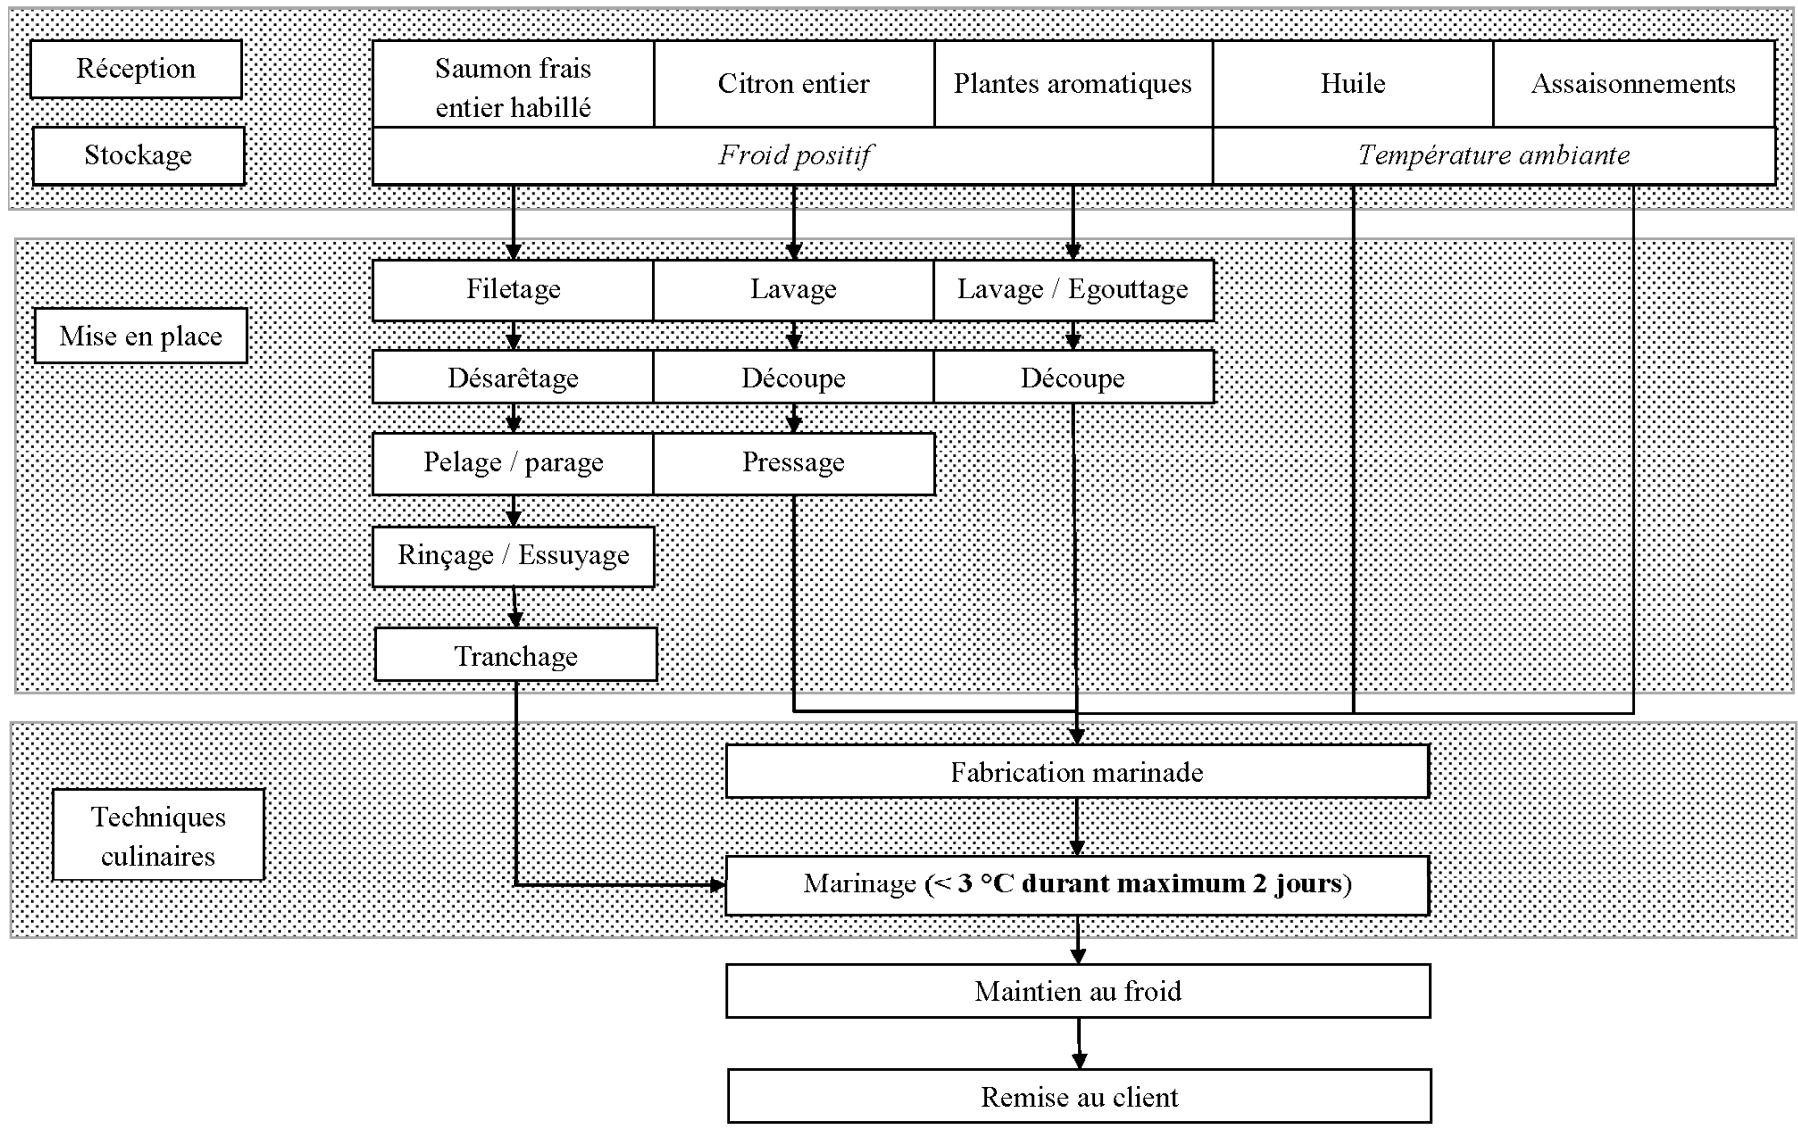 Réception
Saumon frais
entier habillé
Citron entier
Plantes aromatiques
Huile
Assaisonnements
Stockage
Froid positif
Température ambiante
Mise en place
Filetage
Lavage
Lavage / Egouttage
Désarêtage
Découpe
Découpe
Pelage / parage
Pressage
Rinçage / Essuyage
Tranchage
Techniques
culinaires
Fabrication marinade
Marinage (< 3 °C durant maximum 2 jours)
Maintien au froid
Remise au client